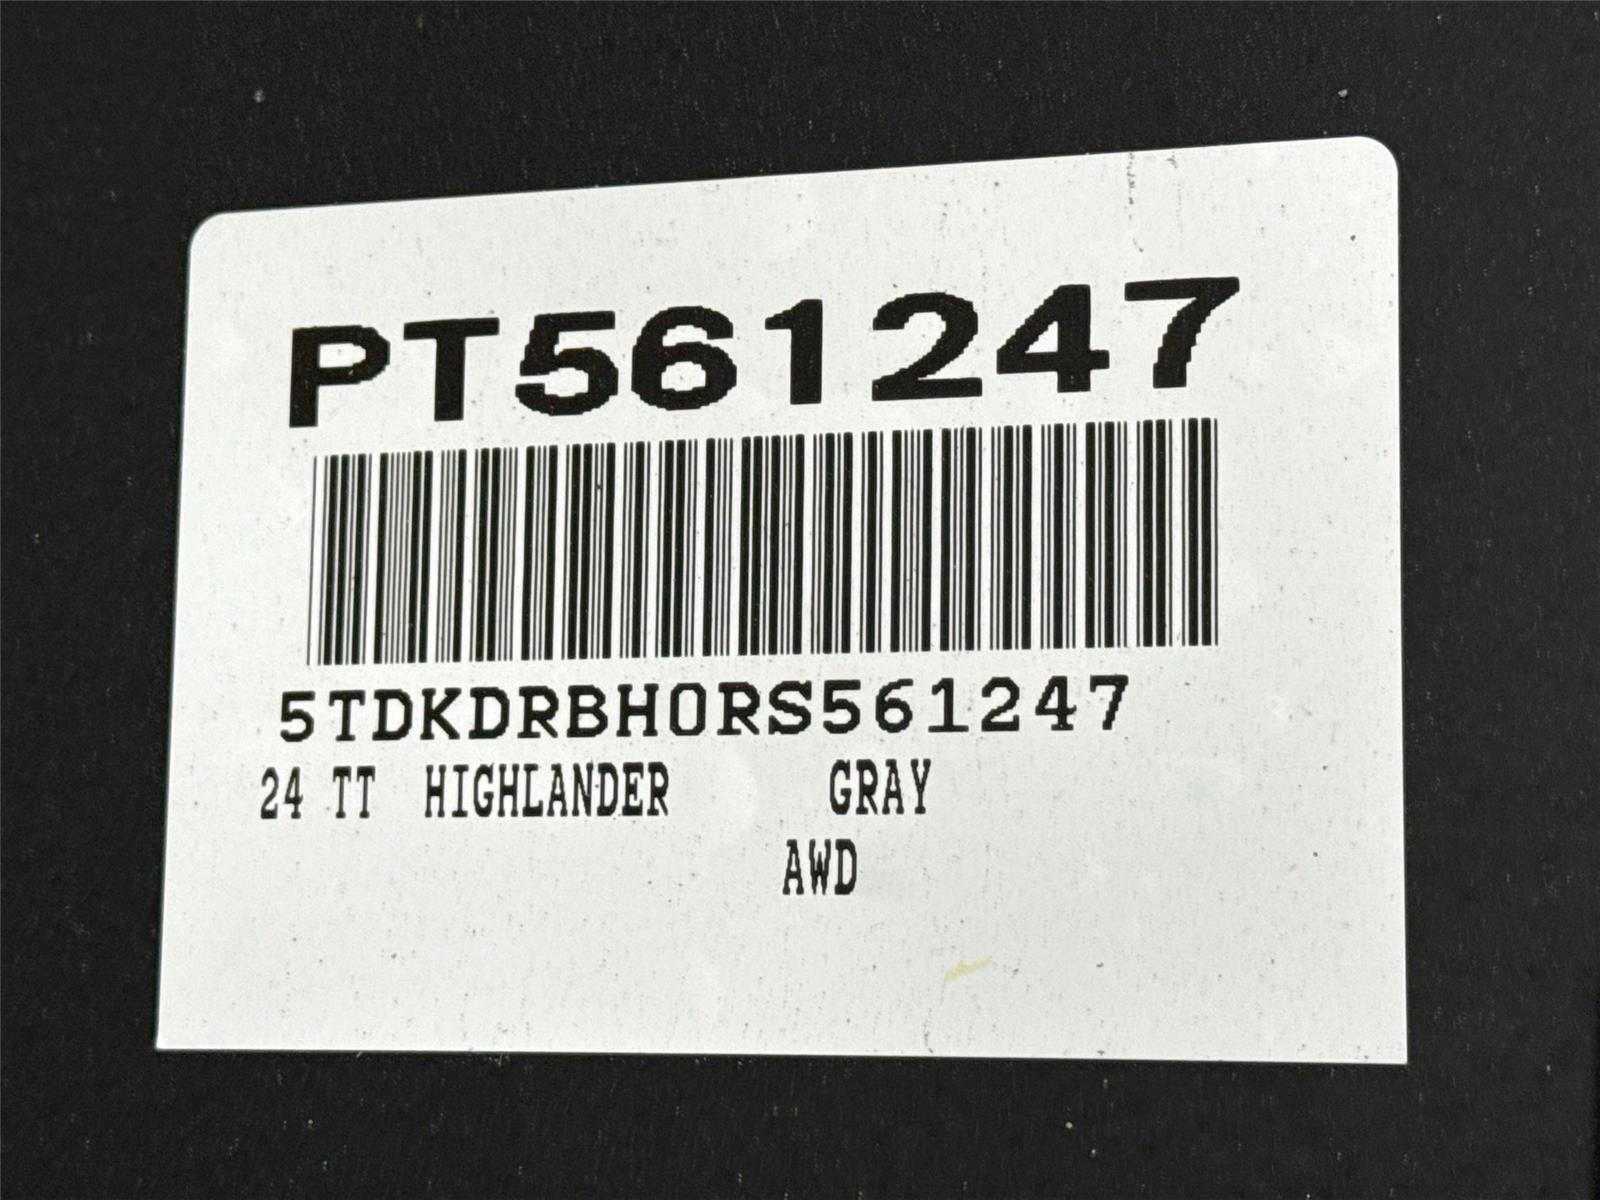 PT561247
5TDKDRBH0RS561247
24 TT HIGHLANDER GRAY
AWD